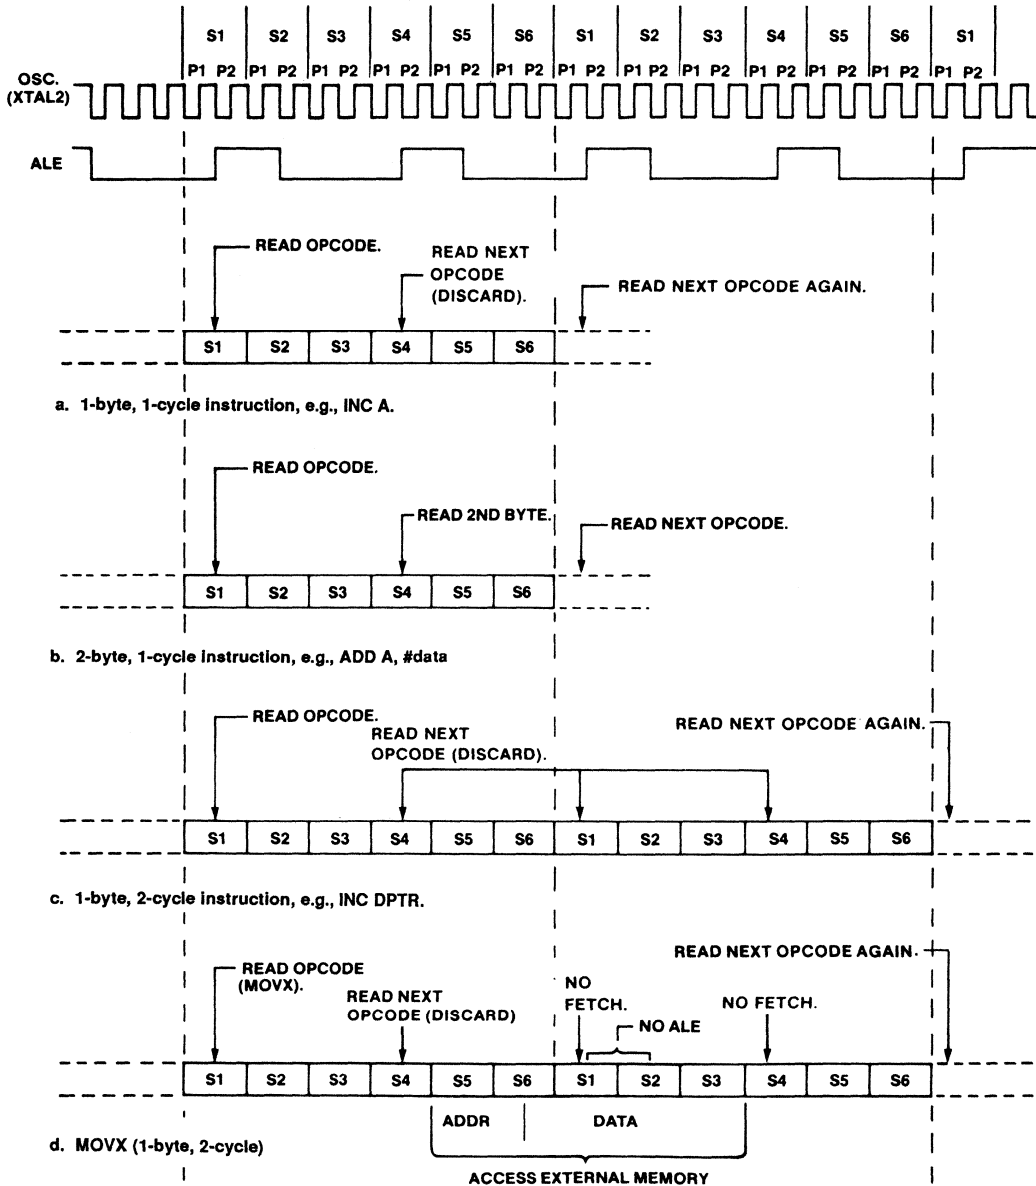 S1 S2 S3 S4 S5 S6 S1 S2 S3 S4 S5 S6 S1
P1 P2 P1 P2 P1 P2 P1 P2 P1 P2 P1 P2 P1 P2 P1 P2 P1 P2 P1 P2 P1 P2 P1 P2 P1 P2
OSC.
(XTAL2)
ALE
READ OPCODE.
READ NEXT
OPCODE
(DISCARD).
READ NEXT OPCODE AGAIN.
S1 S2 S3 S4 S5 S6
a. 1-byte, 1-cycle instruction, e.g., INC A.
READ OPCODE.
READ 2ND BYTE.
READ NEXT OPCODE.
S1 S2 S3 S4 S5 S6
b. 2-byte, 1-cycle instruction, e.g., ADD A, #data
READ OPCODE.
READ NEXT
OPCODE (DISCARD).
READ NEXT OPCODE AGAIN.
S1 S2 S3 S4 S5 S6 S1 S2 S3 S4 S5 S6
c. 1-byte, 2-cycle instruction, e.g., INC DPTR.
READ OPCODE
(MOVX).
READ NEXT
OPCODE (DISCARD)
NO
FETCH.
NO ALE
NO FETCH.
READ NEXT OPCODE AGAIN.
S1 S2 S3 S4 S5 S6 S1 S2 S3 S4 S5 S6
ADDR DATA
d. MOVX (1-byte, 2-cycle)
ACCESS EXTERNAL MEMORY